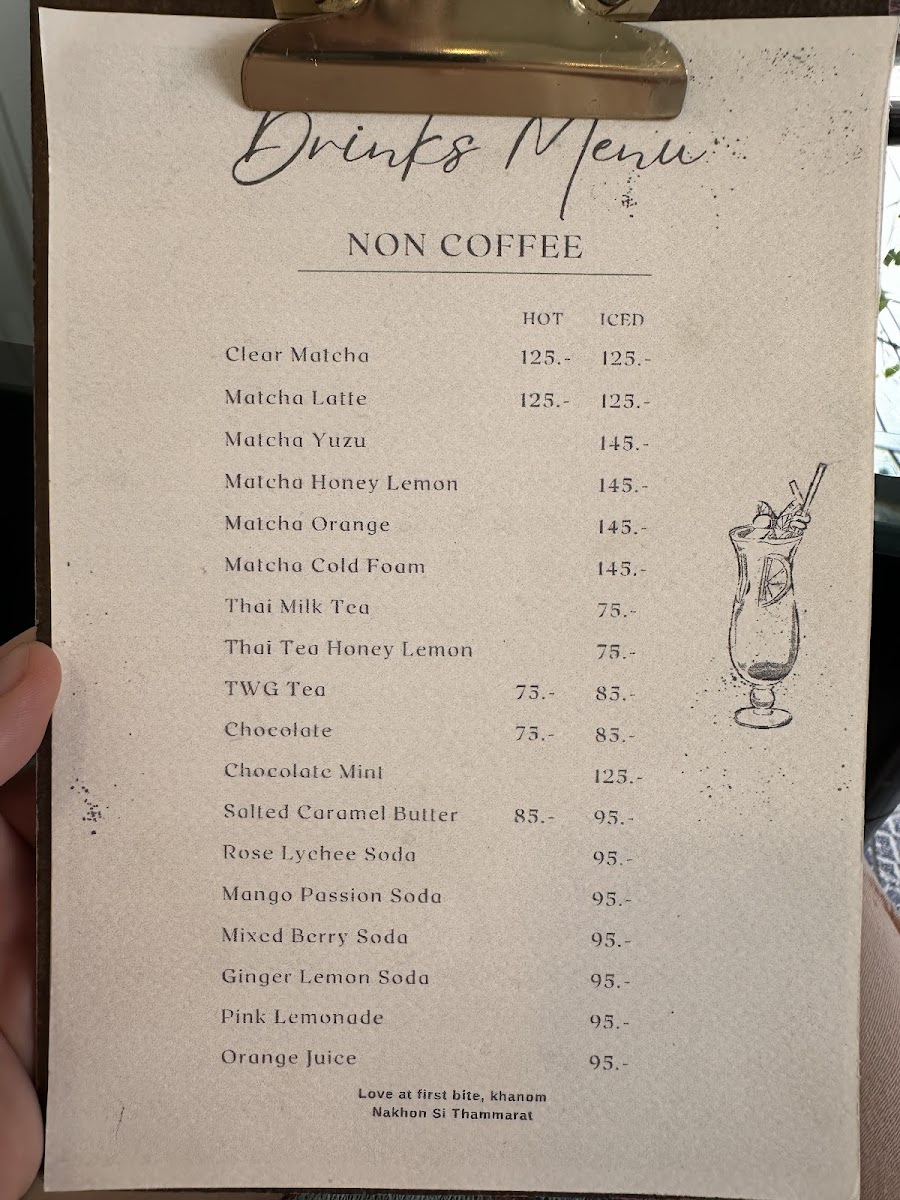 Drinks Menu
NON COFFEE
HOT ICED
Clear Matcha 125.- 125.-
Matcha Latte 125.- 125.-
Matcha Yuzu 145.-
Matcha Honey Lemon 145.-
Matcha Orange 145.-
Matcha Cold Foam 145.-
Thai Milk Tea 75.-
Thai Tea Honey Lemon 75.-
TWG Tea 75.- 85.-
Chocolate 75.- 85.-
Chocolate Mint 125.-
Salted Caramel Butter 85.- 95.-
Rose Lychee Soda 95.-
Mango Passion Soda 95.-
Mixed Berry Soda 95.-
Ginger Lemon Soda 95.-
Pink Lemonade 95.-
Orange Juice 95.-
Love at first bite, khanom
Nakhon Si Thammarat